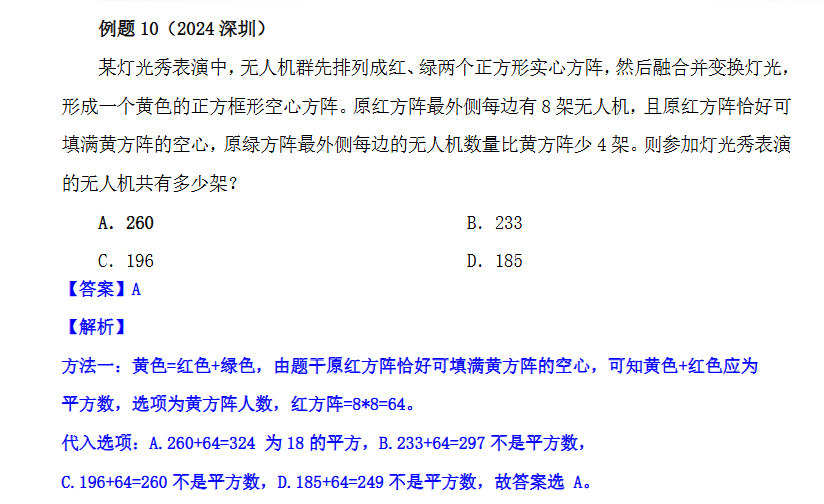 例题 10（2024 深圳）
某灯光秀表演中，无人机群先排列成红、绿两个正方形实心方阵，然后融合并变换灯光，
形成一个黄色的正方框形空心方阵。原红方阵最外侧每边有 8 架无人机，且原红方阵恰好可
填满黄方阵的空心，原绿方阵最外侧每边的无人机数量比黄方阵少 4 架。则参加灯光秀表演
的无人机共有多少架？
A. 260 B. 233
C. 196 D. 185
【答案】A
【解析】
方法一：黄色=红色+绿色，由题干原红方阵恰好可填满黄方阵的空心，可知黄色+红色应为
平方数，选项为黄方阵人数，红方阵=8*8=64。
代入选项：A.260+64=324 为 18 的平方，B.233+64=297 不是平方数，
C.196+64=260 不是平方数，D.185+64=249 不是平方数，故答案选 A。